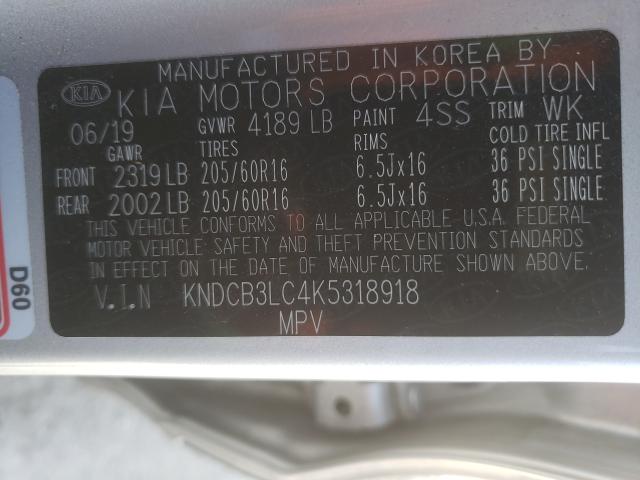 MANUFACTURED IN KOREA BY
KIA KIA MOTORS CORPORATION
06/19 GVWR 4189 LB PAINT 4SS TRIM WK
GAWR TIRES RIMS COLD TIRE INFL
FRONT 2319 LB 205/60R16 6.5Jx16 36 PSI SINGLE
REAR 2002 LB 205/60R16 6.5Jx16 36 PSI SINGLE
THIS VEHICLE CONFORMS TO ALL APPLICABLE U.S.A. FEDERAL
MOTOR VEHICLE SAFETY AND THEFT PREVENTION STANDARDS
IN EFFECT ON THE DATE OF MANUFACTURE SHOWN ABOVE.
V.I.N KNDCB3LC4K5318918
MPV
D60